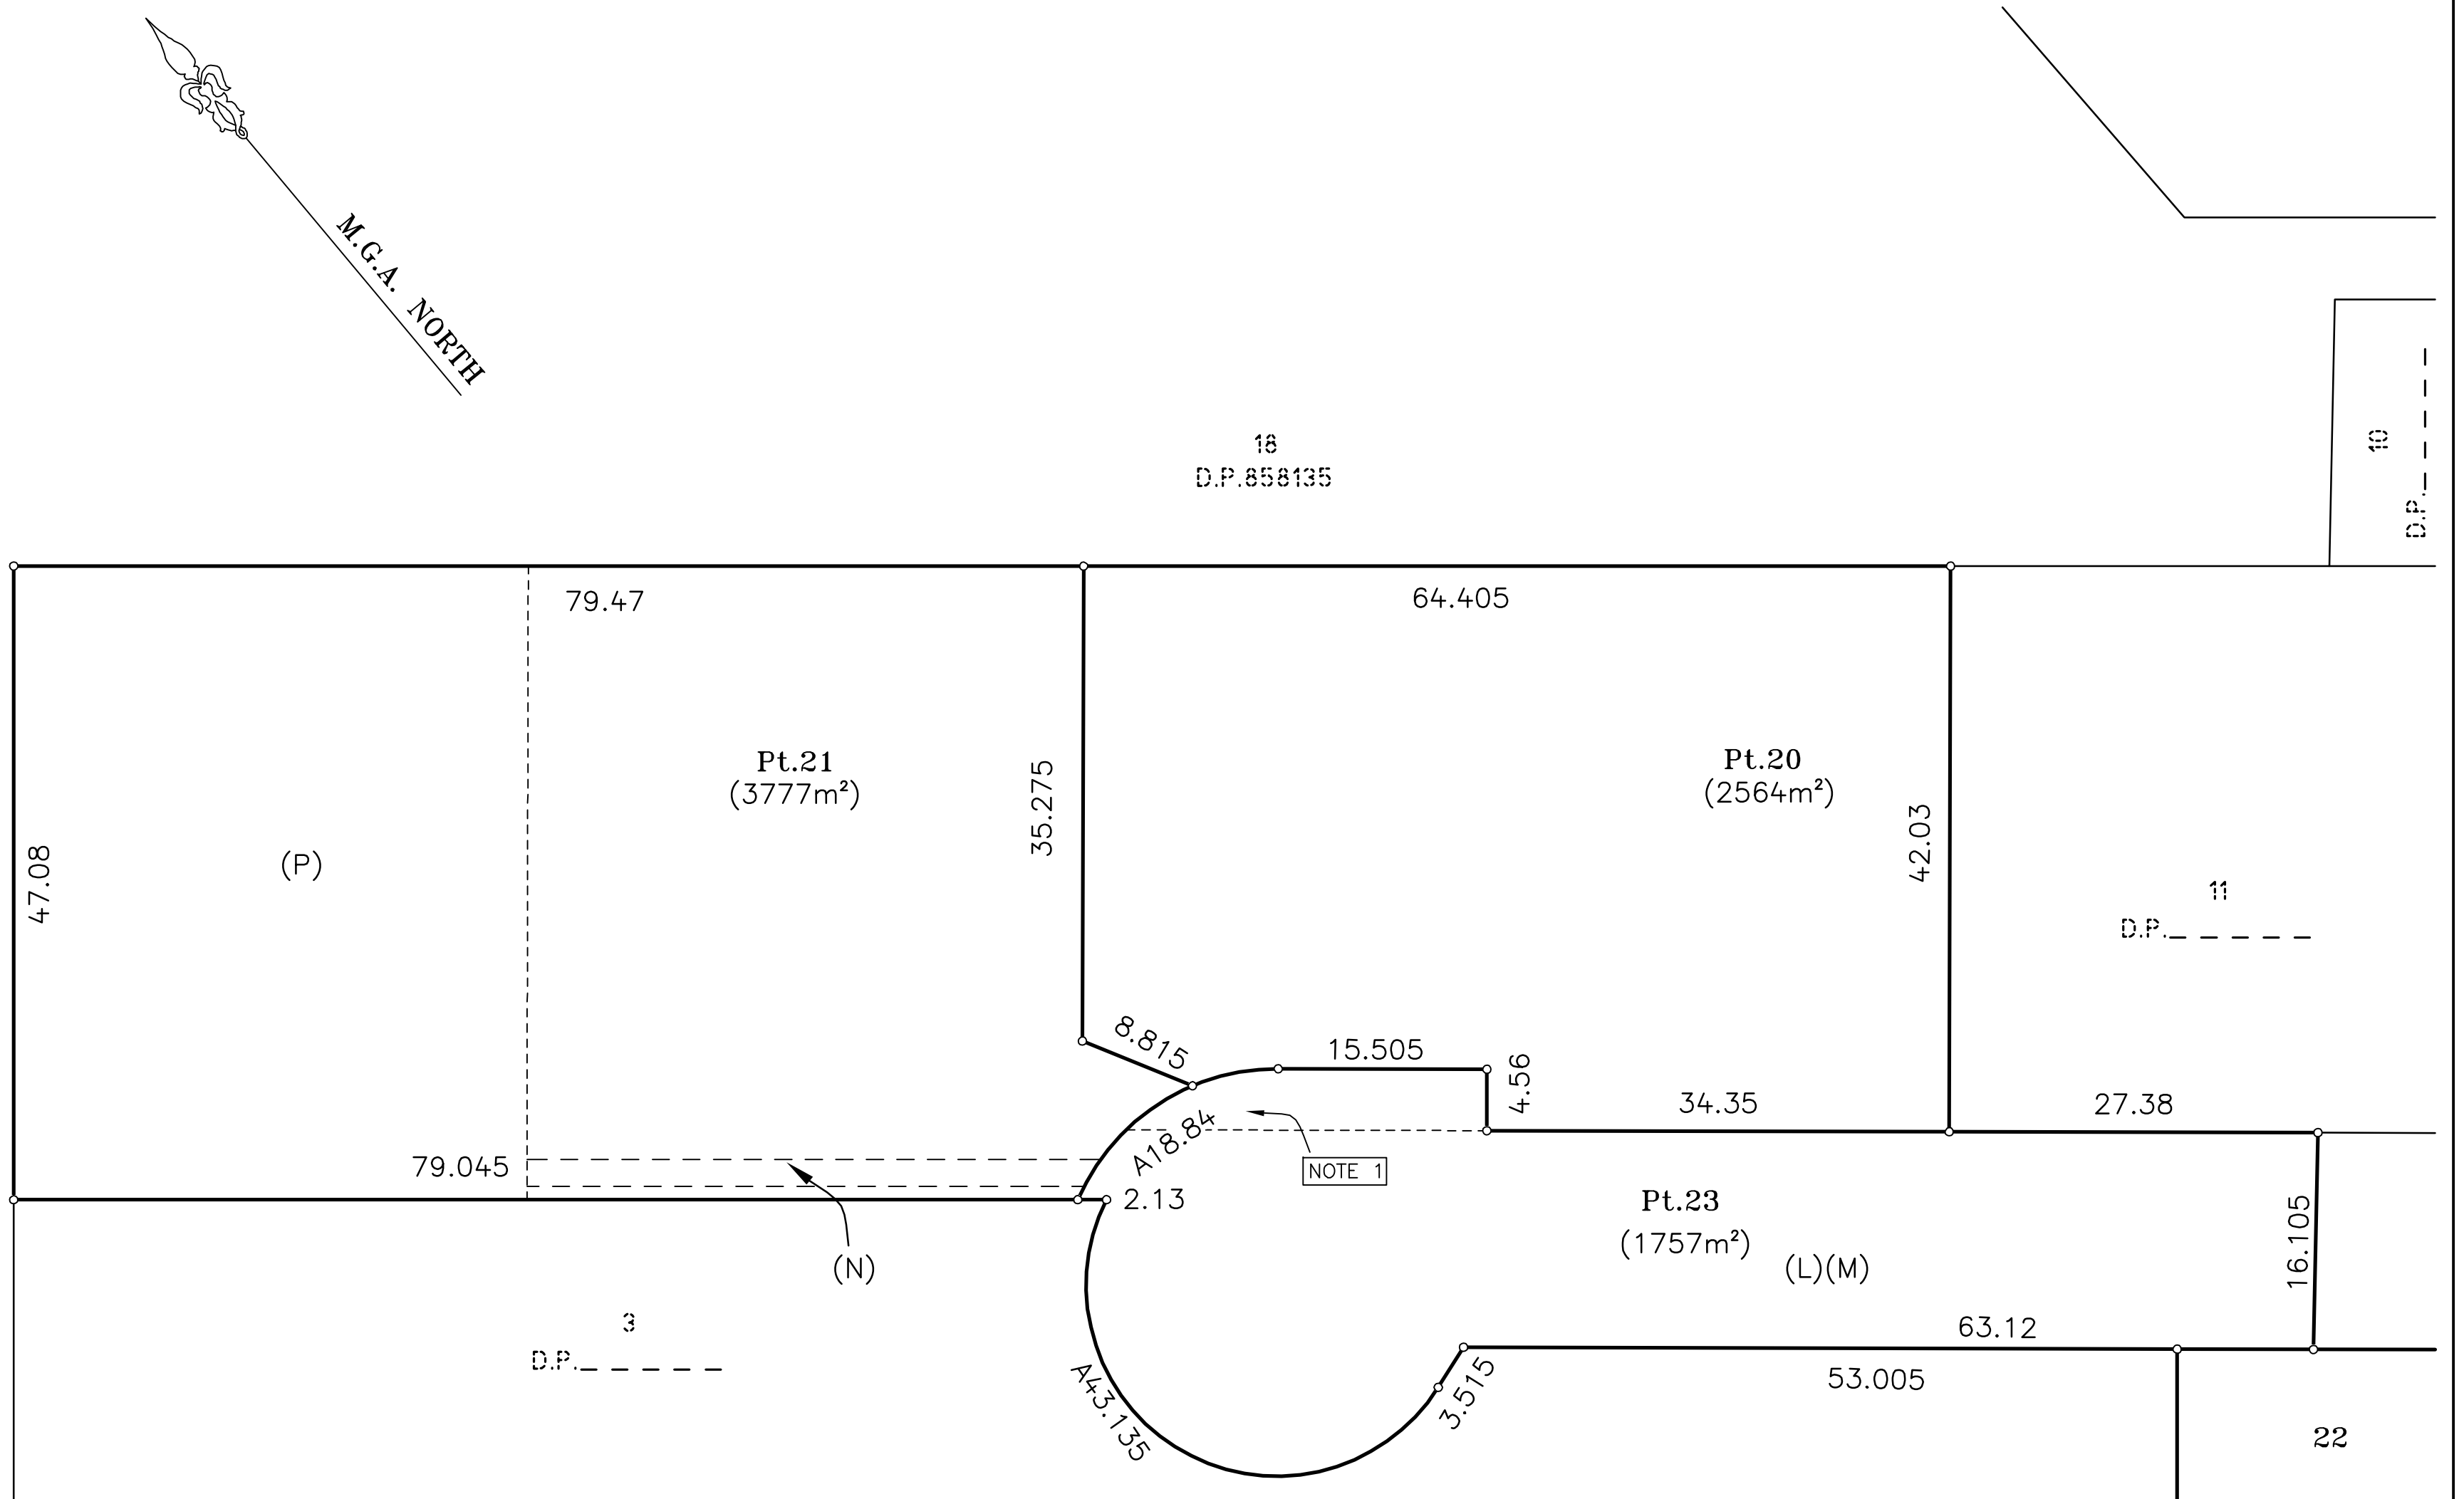 M.G.A. NORTH
18
D.P.858135
10
D.P._ _ _ _ _
79.47
64.405
Pt.21
(3777m²)
35.275
Pt.20
(2564m²)
42.03
47.08
(P)
11
D.P._ _ _ _ _
8.815
15.505
4.56
34.35
27.38
A18.84
79.045
NOTE 1
2.13
Pt.23
(1757m²)
(L)(M)
16.105
(N)
3
D.P._ _ _ _ _
63.12
53.005
3.515
A43.135
22